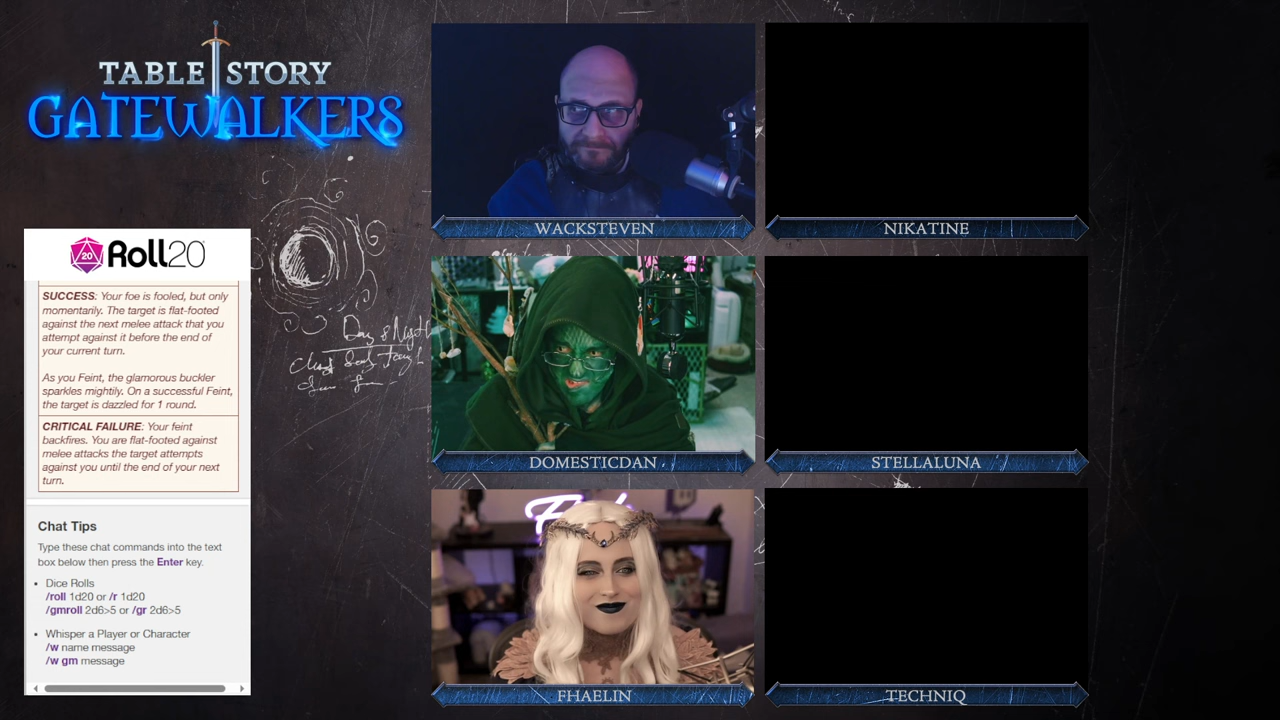 TABLE STORY
GATEWALKERS
20
Roll20
SUCCESS: Your foe is fooled, but only
momentarily. The target is flat-footed
against the next melee attack that you
attempt against it before the end of
your current turn.
As you Feint, the glamorous buckler
sparkles mightily. On a successful Feint,
the target is dazzled for 1 round.
CRITICAL FAILURE: Your feint
backfires. You are flat-footed against
melee attacks the target attempts
against you until the end of your next
turn.
Chat Tips
Type these chat commands into the text
box below then press the Enter key.
Dice Rolls
/roll 1d20 or /r 1d20
/gmroll 2d6>5 or /gr 2d6>5
Whisper a Player or Character
/w name message
/w gm message
Day & Night
WACKSTEVEN
NIKATINE
DOMESTICDAN
STELLALUNA
FHAELIN
TECHNIQ